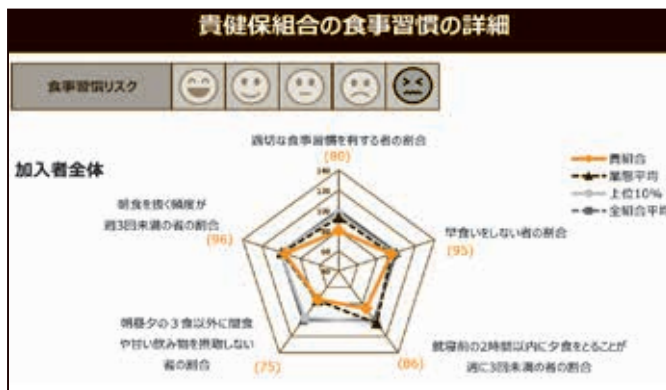 貴健保組合の食事習慣の詳細
食事習慣リスク
適切な食事習慣を有する者の割合
(80)
加入者全体
貴組合
業態平均
上位10%
全組合平均
140
120
100
80
60
40
朝食を抜く頻度が
週3回未満の者の割合
(96)
早食いをしない者の割合
(95)
朝昼夕の3食以外に間食
や甘い飲み物を摂取しない
者の割合
(75)
就寝前の2時間以内に夕食をとることが
週に3回未満の者の割合
(86)